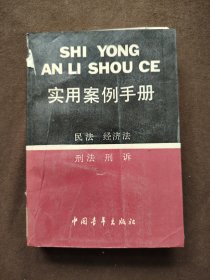 SHI YONG
AN LI SHOU CE
实用案例手册
民法 经济法
刑法 刑诉
中国青年出版社